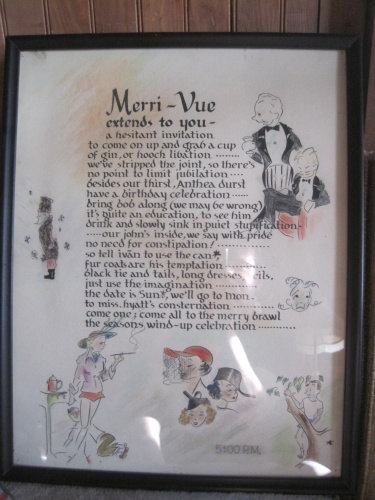 Merri-Vue
extends to you-
a hesitant invitation
to come on up and grab a cup
of gin, or hooch libation ........
we've stripped the joint, so there's
no point to limit jubilation ....
besides our thirst, Anthea durst
have a birthday celebration .....
bring bob along (we may be wrong)
it's quite an education, to see him
drink and slowly sink in quiet stupification-
.....our john's inside, we say with pride
no need for constipation! ............
so tell ivan to use the can,
fur coats are his temptation ........
black tie and tails, long dresses, veils,
just use the imagination ........
the date is Sun., we'll go to mon.
to miss hyatt's consternation ..........
come one; come all to the merry brawl
the seasons wind-up celebration ...........
5:00 P.M.